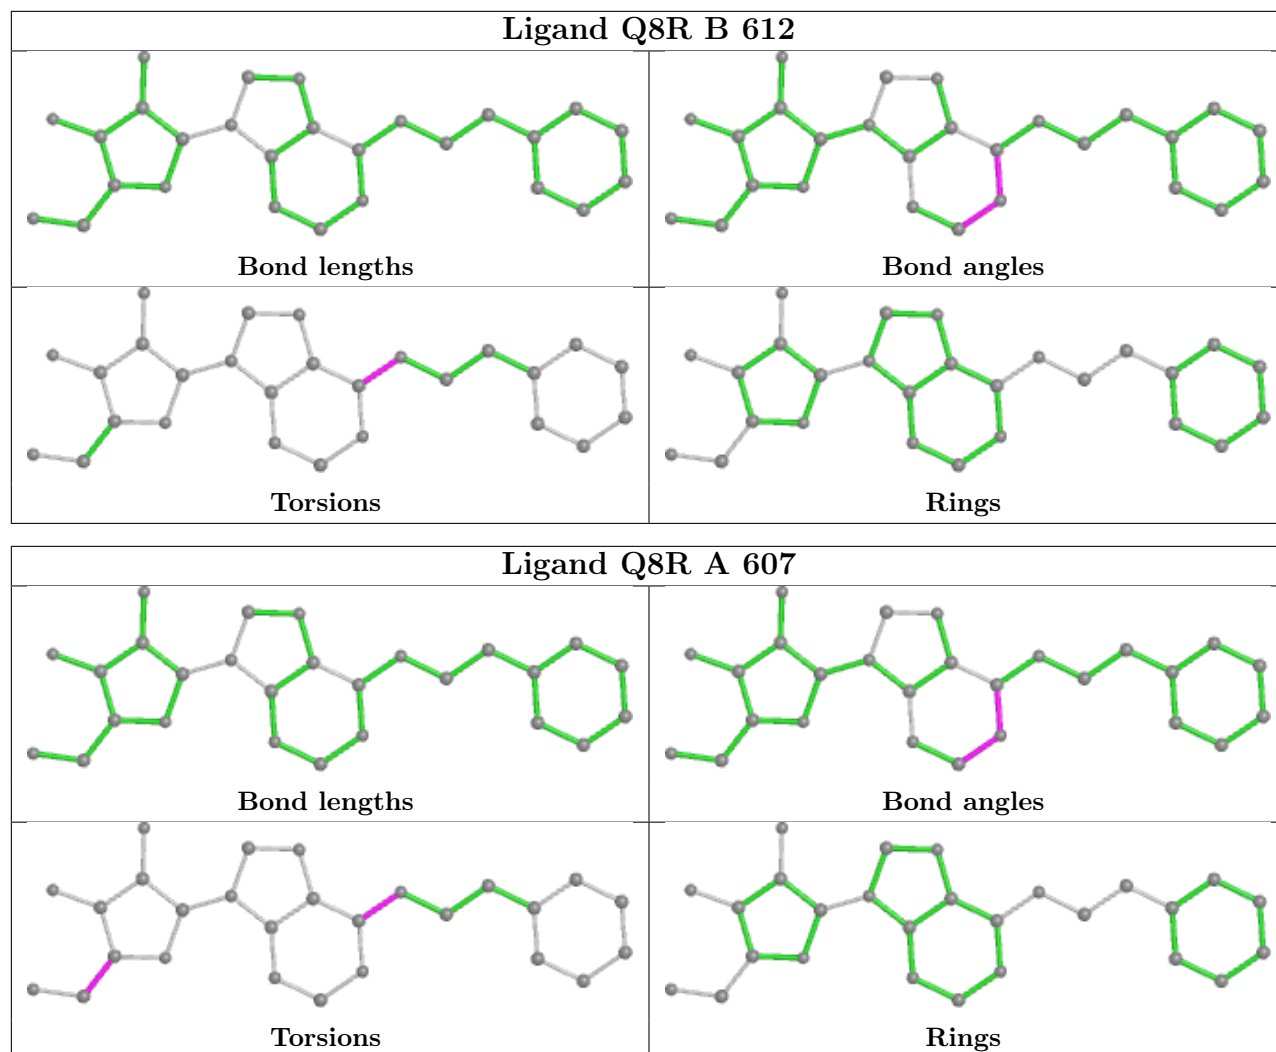 Ligand Q8R B 612
Bond lengths
Bond angles
Torsions
Rings
Ligand Q8R A 607
Bond lengths
Bond angles
Torsions
Rings